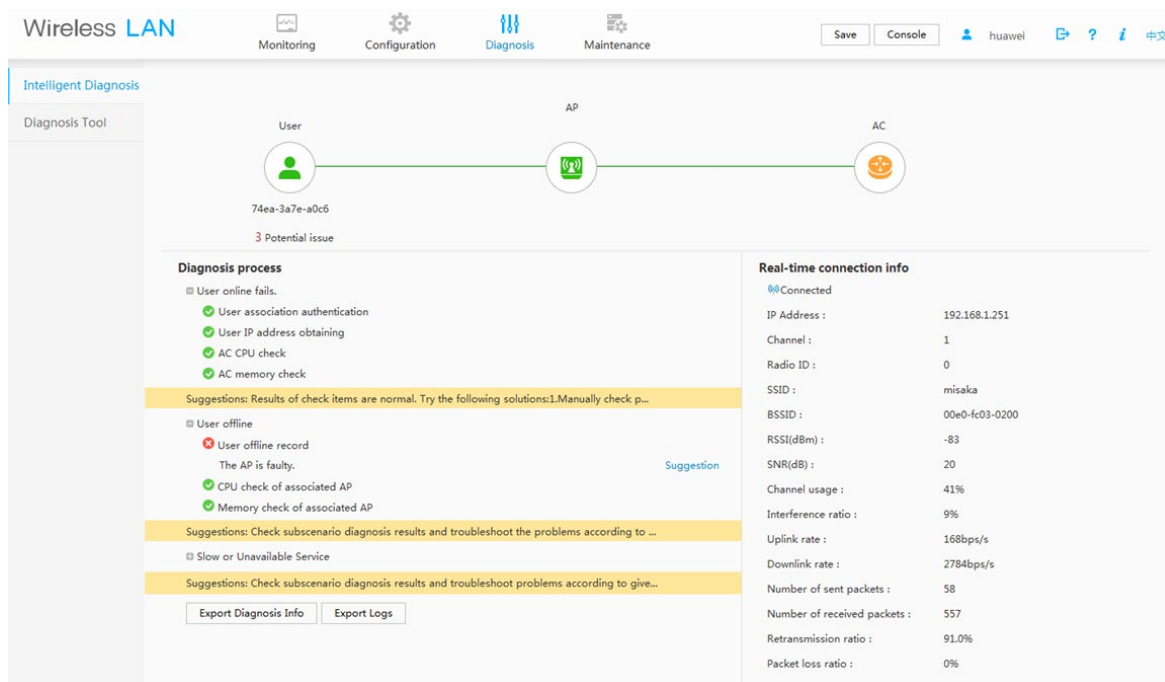 Wireless LAN
Monitoring
Configuration
Diagnosis
Maintenance
Save
Console
huawei
?
i
中文
Intelligent Diagnosis
Diagnosis Tool
User
AP
AC
74ea-3a7e-a0c6
3 Potential issue
Diagnosis process
User online fails.
User association authentication
User IP address obtaining
AC CPU check
AC memory check
Suggestions: Results of check items are normal. Try the following solutions:1.Manually check p...
User offline
User offline record
The AP is faulty. Suggestion
CPU check of associated AP
Memory check of associated AP
Suggestions: Check subscenario diagnosis results and troubleshoot the problems according to ...
Slow or Unavailable Service
Suggestions: Check subscenario diagnosis results and troubleshoot problems according to give...
Export Diagnosis Info
Export Logs
Real-time connection info
Connected
IP Address : 192.168.1.251
Channel : 1
Radio ID : 0
SSID : misaka
BSSID : 00e0-fc03-0200
RSSI(dBm) : -83
SNR(dB) : 20
Channel usage : 41%
Interference ratio : 9%
Uplink rate : 168bps/s
Downlink rate : 2784bps/s
Number of sent packets : 58
Number of received packets : 557
Retransmission ratio : 91.0%
Packet loss ratio : 0%